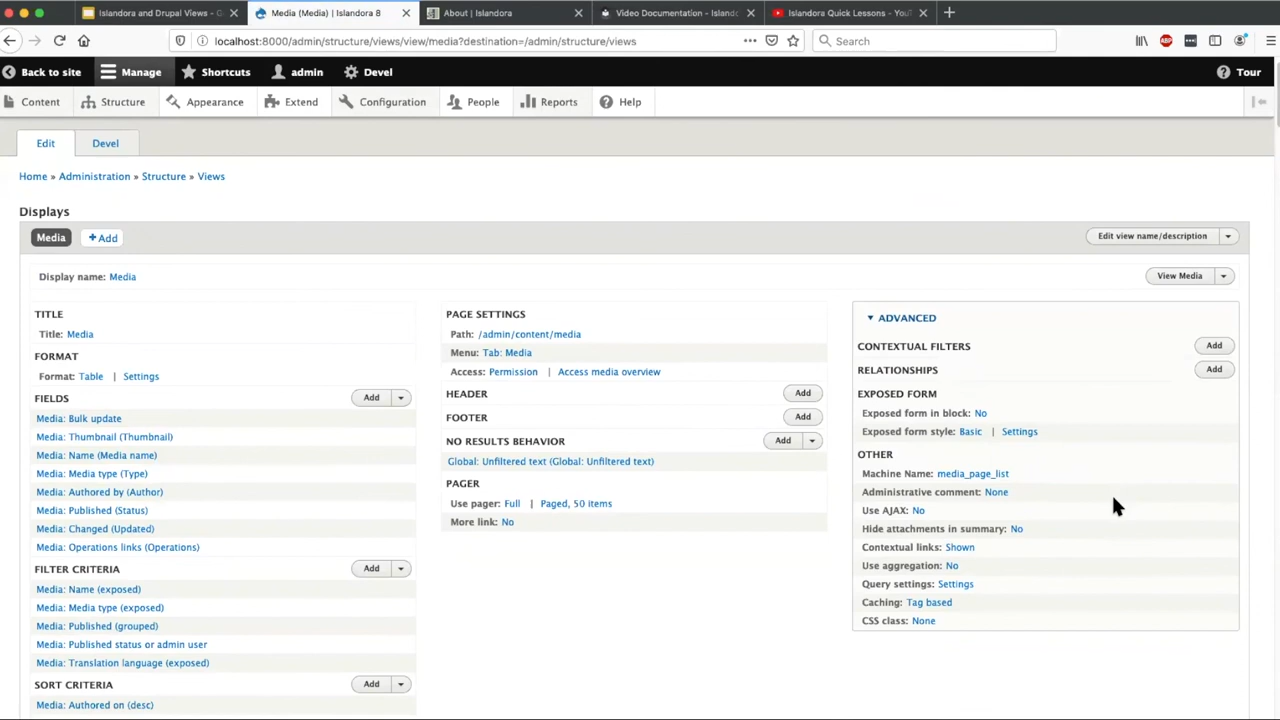 Islandora and Drupal Views - G
Media (Media) | Islandora 8
About | Islandora
Video Documentation - Island
Islandora Quick Lessons - You
localhost:8000/admin/structure/views/view/media?destination=/admin/structure/views
Search
Back to site Manage Shortcuts admin Devel Tour
Content Structure Appearance Extend Configuration People Reports Help
Edit Devel
Home » Administration » Structure » Views
Displays
Media + Add Edit view name/description
Display name: Media View Media
TITLE
Title: Media
FORMAT
Format: Table | Settings
FIELDS Add
Media: Bulk update
Media: Thumbnail (Thumbnail)
Media: Name (Media name)
Media: Media type (Type)
Media: Authored by (Author)
Media: Published (Status)
Media: Changed (Updated)
Media: Operations links (Operations)
FILTER CRITERIA Add
Media: Name (exposed)
Media: Media type (exposed)
Media: Published (grouped)
Media: Published status or admin user
Media: Translation language (exposed)
SORT CRITERIA Add
Media: Authored on (desc)
PAGE SETTINGS
Path: /admin/content/media
Menu: Tab: Media
Access: Permission | Access media overview
HEADER Add
FOOTER Add
NO RESULTS BEHAVIOR Add
Global: Unfiltered text (Global: Unfiltered text)
PAGER
Use pager: Full | Paged, 50 items
More link: No
ADVANCED
CONTEXTUAL FILTERS Add
RELATIONSHIPS Add
EXPOSED FORM
Exposed form in block: No
Exposed form style: Basic | Settings
OTHER
Machine Name: media_page_list
Administrative comment: None
Use AJAX: No
Hide attachments in summary: No
Contextual links: Shown
Use aggregation: No
Query settings: Settings
Caching: Tag based
CSS class: None